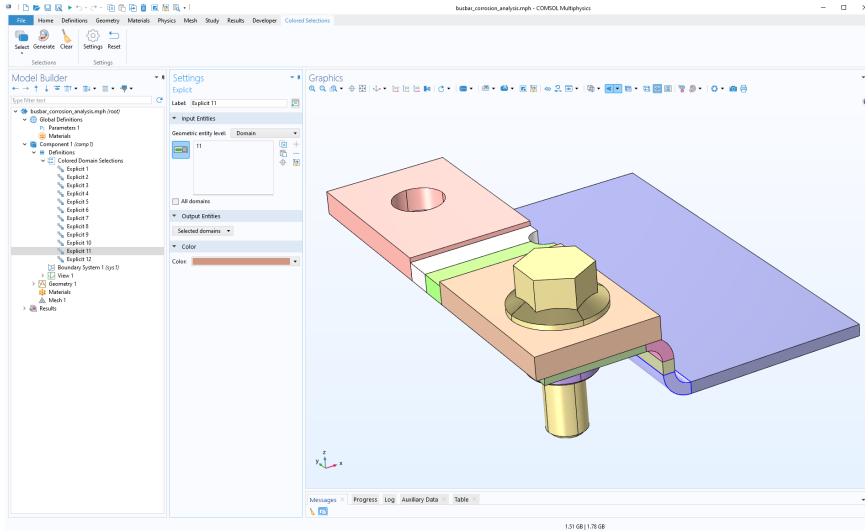 busbar_corrosion_analysis.mph - COMSOL Multiphysics
File Home Definitions Geometry Materials Physics Mesh Study Results Developer Colored Selections
Select Generate Clear Settings Reset
Selections Settings
Model Builder
Type filter text
busbar_corrosion_analysis.mph (root)
Global Definitions
Pi Parameters 1
Materials
Component 1 (comp1)
Definitions
Colored Domain Selections
Explicit 1
Explicit 2
Explicit 3
Explicit 4
Explicit 5
Explicit 6
Explicit 7
Explicit 8
Explicit 9
Explicit 10
Explicit 11
Explicit 12
Boundary System 1 (sys1)
View 1
Geometry 1
Materials
Mesh 1
Results
Settings
Explicit
Label: Explicit 11
Input Entities
Geometric entity level: Domain
11
All domains
Output Entities
Selected domains
Color
Color:
Graphics
z
y
x
Messages Progress Log Auxiliary Data Table
1.51 GB | 1.78 GB